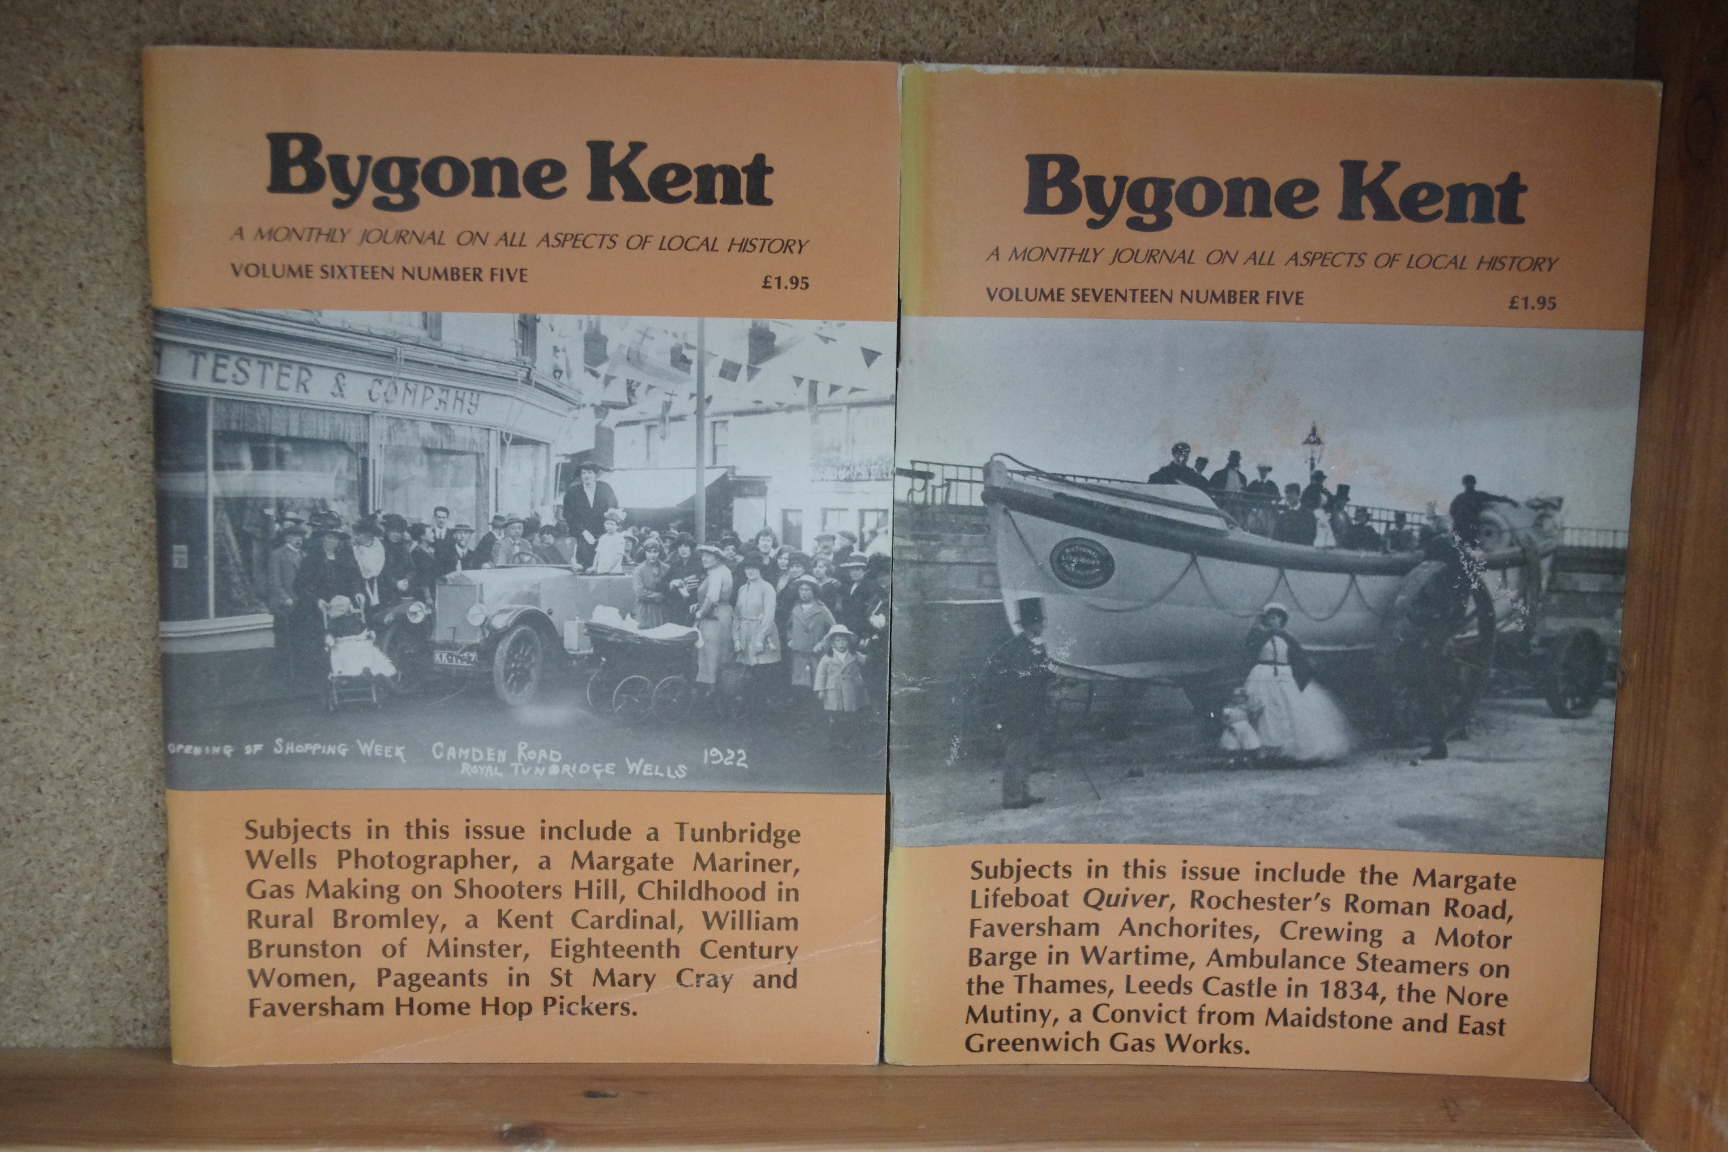 Bygone Kent
A MONTHLY JOURNAL ON ALL ASPECTS OF LOCAL HISTORY
VOLUME SIXTEEN NUMBER FIVE
£1.95
TESTER & COMPANY
OPENING OF SHOPPING WEEK CAMDEN ROAD 1922
ROYAL TUNBRIDGE WELLS
Subjects in this issue include a Tunbridge
Wells Photographer, a Margate Mariner,
Gas Making on Shooters Hill, Childhood in
Rural Bromley, a Kent Cardinal, William
Brunston of Minster, Eighteenth Century
Women, Pageants in St Mary Cray and
Faversham Home Hop Pickers.
Bygone Kent
A MONTHLY JOURNAL ON ALL ASPECTS OF LOCAL HISTORY
VOLUME SEVENTEEN NUMBER FIVE
£1.95
Subjects in this issue include the Margate
Lifeboat Quiver, Rochester's Roman Road,
Faversham Anchorites, Crewing a Motor
Barge in Wartime, Ambulance Steamers on
the Thames, Leeds Castle in 1834, the Nore
Mutiny, a Convict from Maidstone and East
Greenwich Gas Works.